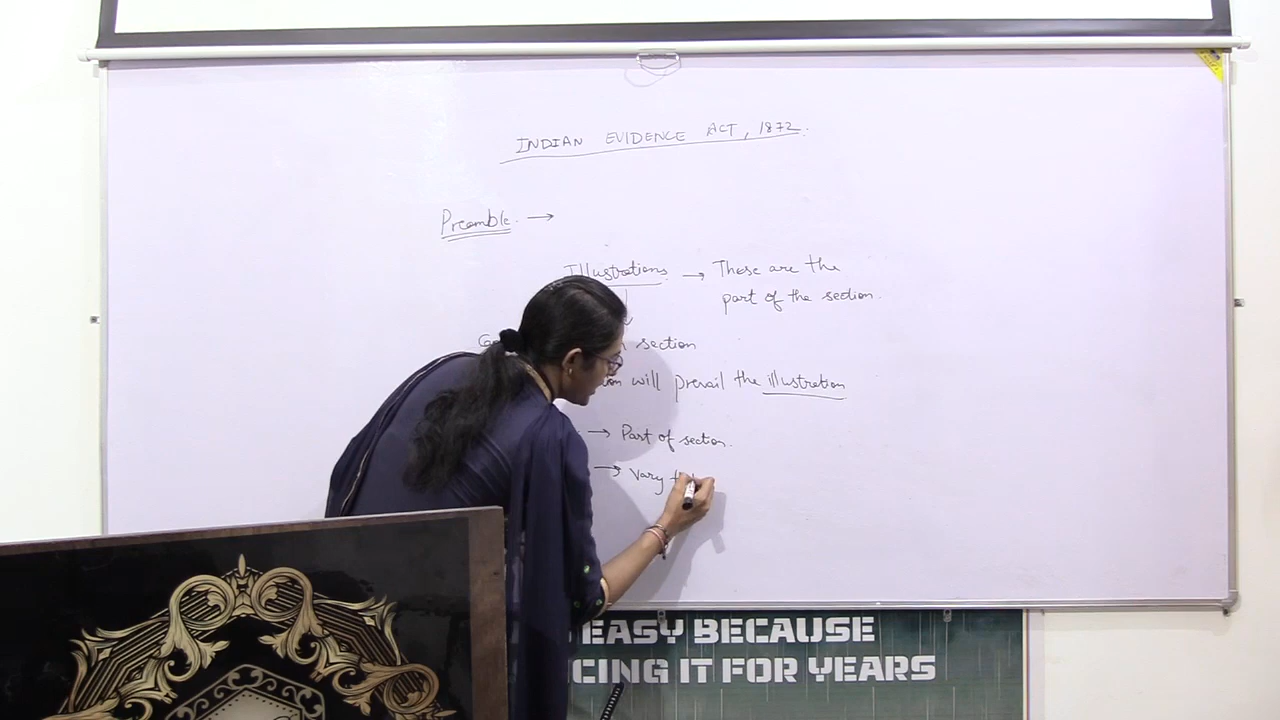 INDIAN EVIDENCE ACT, 1872.
Preamble. →
Illustrations → These are the
part of the section.
section
will prevail the illustration
→ Part of section.
→ Vary
EASY BECAUSE
IT FOR YEARS